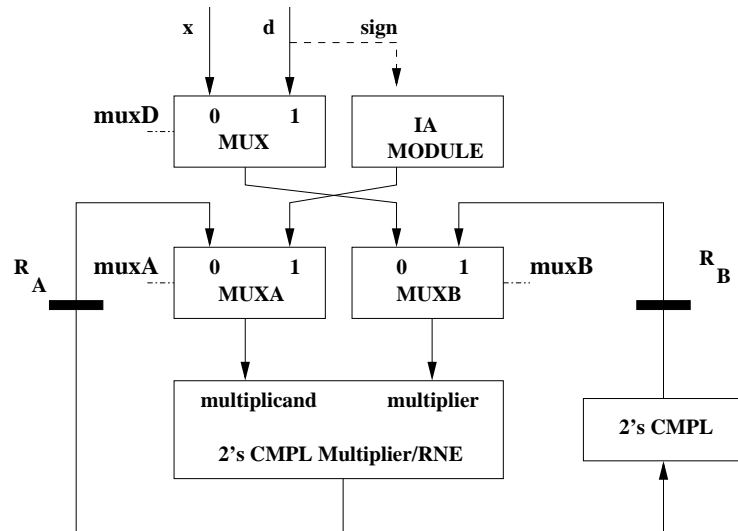 x d sign
muxD 0 1
MUX
IA
MODULE
R
A
muxA 0 1
MUXA
0 1 muxB
MUXB
R
B
multiplicand multiplier
2's CMPL Multiplier/RNE
2's CMPL